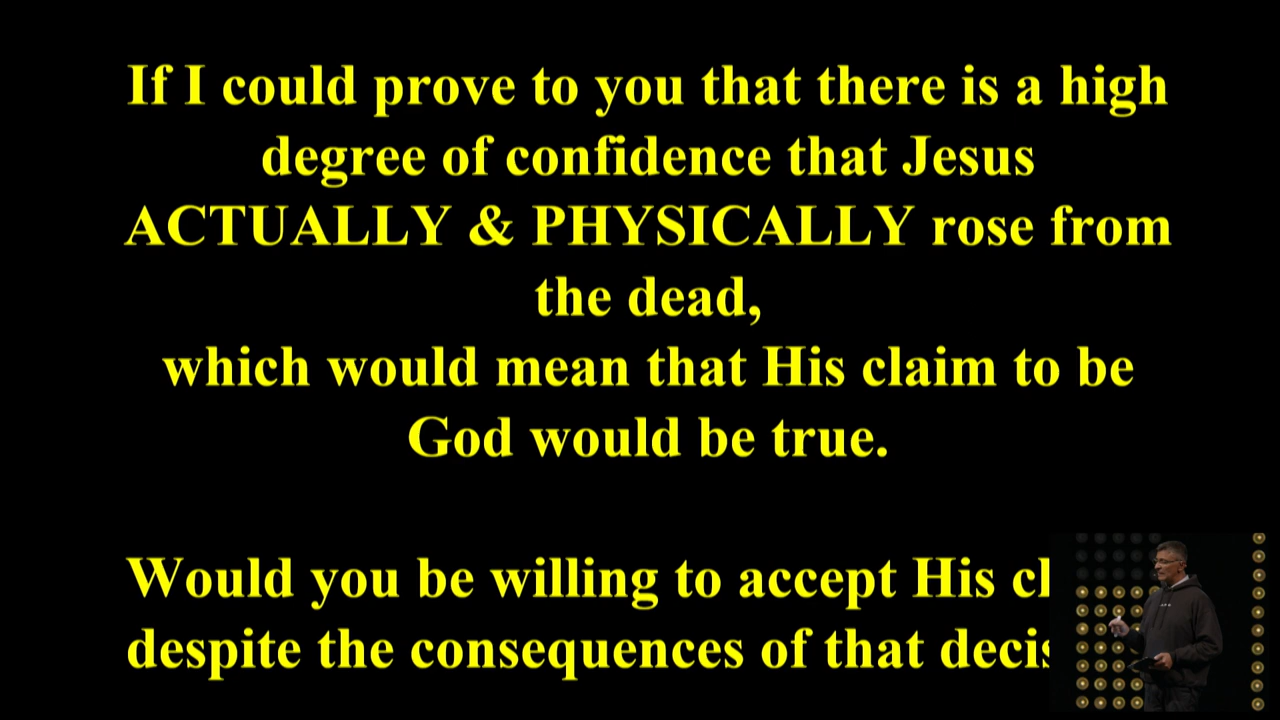 If I could prove to you that there is a high
degree of confidence that Jesus
ACTUALLY & PHYSICALLY rose from
the dead,
which would mean that His claim to be
God would be true.
Would you be willing to accept His
despite the consequences of that